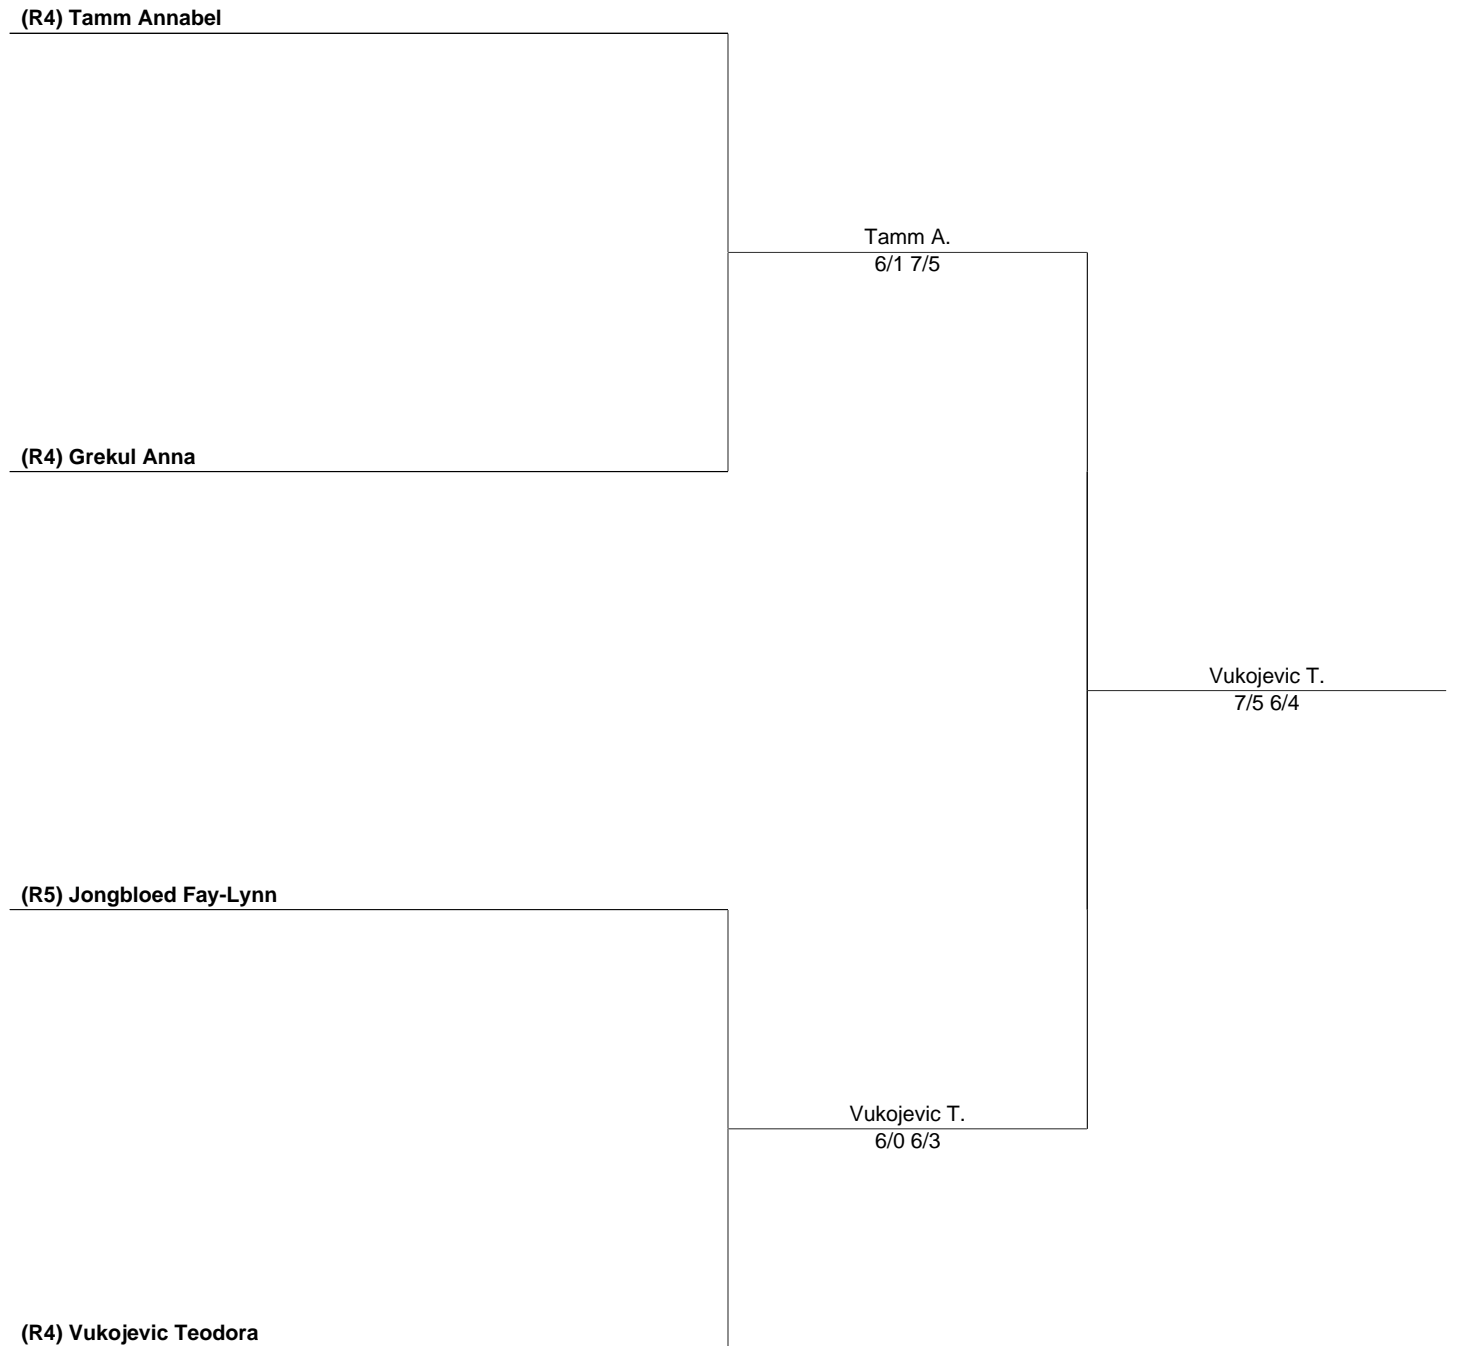 (R4) Tamm Annabel
Tamm A.
6/1 7/5
(R4) Grekul Anna
Vukojevic T.
7/5 6/4
(R5) Jongbloed Fay-Lynn
Vukojevic T.
6/0 6/3
(R4) Vukojevic Teodora